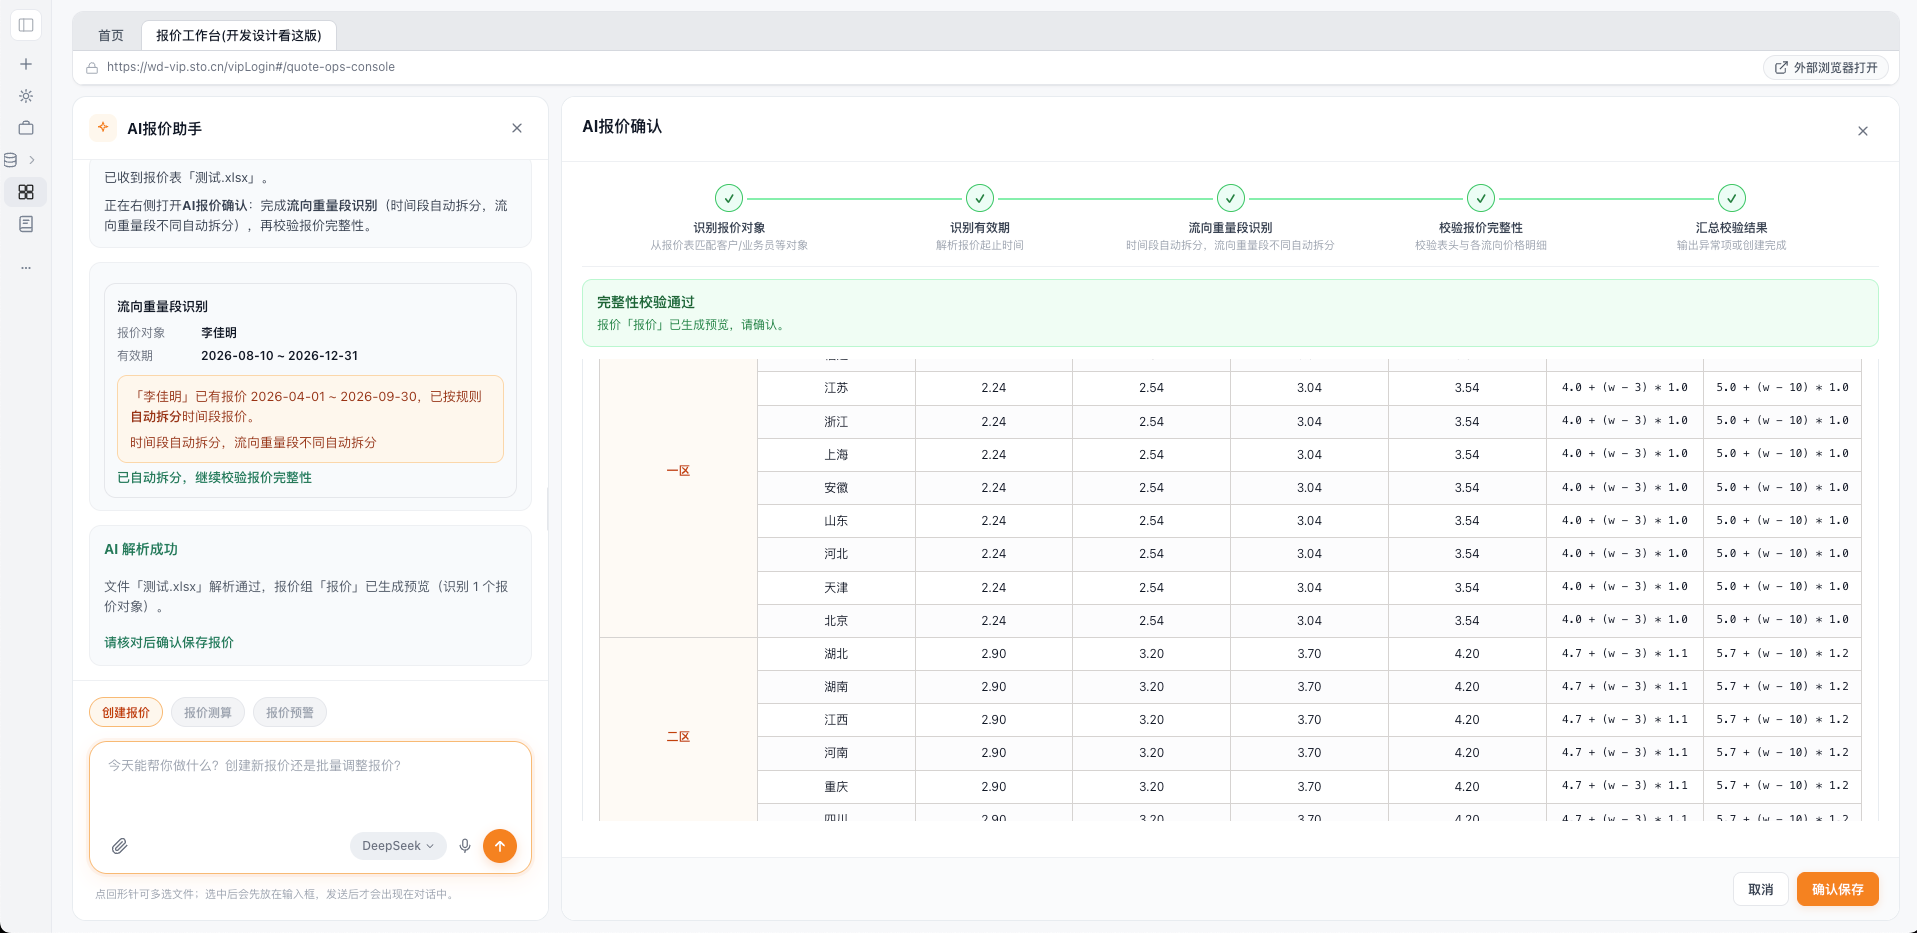 首页
报价工作台(开发设计看这版)
https://wd-vip.sto.cn/vipLogin#/quote-ops-console
外部浏览器打开
AI报价助手
已收到报价表「测试.xlsx」。
正在右侧打开AI报价确认：完成流向重量段识别（时间段自动拆分，流
向重量段不同自动拆分），再校验报价完整性。
流向重量段识别
报价对象 李佳明
有效期 2026-08-10 ~ 2026-12-31
「李佳明」已有报价 2026-04-01 ~ 2026-09-30，已按规则
自动拆分时间段报价。
时间段自动拆分，流向重量段不同自动拆分
已自动拆分，继续校验报价完整性
AI 解析成功
文件「测试.xlsx」解析通过，报价组「报价」已生成预览（识别 1 个报
价对象）。
请核对后确认保存报价
创建报价 报价测算 报价预警
今天能帮你做什么？创建新报价还是批量调整报价?
DeepSeek
点回形针可多选文件；选中后会先放在输入框，发送后才会出现在对话中。
AI报价确认
识别报价对象 识别有效期 流向重量段识别 校验报价完整性 汇总校验结果
从报价表匹配客户/业务员等对象 解析报价起止时间 时间段自动拆分，流向重量段不同自动拆分 校验表头与各流向价格明细 输出异常项或创建完成
完整性校验通过
报价「报价」已生成预览，请确认。
江苏 2.24 2.54 3.04 3.54 4.0 + (w − 3) * 1.0 5.0 + (w − 10) * 1.0
浙江 2.24 2.54 3.04 3.54 4.0 + (w − 3) * 1.0 5.0 + (w − 10) * 1.0
上海 2.24 2.54 3.04 3.54 4.0 + (w − 3) * 1.0 5.0 + (w − 10) * 1.0
一区
安徽 2.24 2.54 3.04 3.54 4.0 + (w − 3) * 1.0 5.0 + (w − 10) * 1.0
山东 2.24 2.54 3.04 3.54 4.0 + (w − 3) * 1.0 5.0 + (w − 10) * 1.0
河北 2.24 2.54 3.04 3.54 4.0 + (w − 3) * 1.0 5.0 + (w − 10) * 1.0
天津 2.24 2.54 3.04 3.54 4.0 + (w − 3) * 1.0 5.0 + (w − 10) * 1.0
北京 2.24 2.54 3.04 3.54 4.0 + (w − 3) * 1.0 5.0 + (w − 10) * 1.0
湖北 2.90 3.20 3.70 4.20 4.7 + (w − 3) * 1.1 5.7 + (w − 10) * 1.2
湖南 2.90 3.20 3.70 4.20 4.7 + (w − 3) * 1.1 5.7 + (w − 10) * 1.2
江西 2.90 3.20 3.70 4.20 4.7 + (w − 3) * 1.1 5.7 + (w − 10) * 1.2
二区
河南 2.90 3.20 3.70 4.20 4.7 + (w − 3) * 1.1 5.7 + (w − 10) * 1.2
重庆 2.90 3.20 3.70 4.20 4.7 + (w − 3) * 1.1 5.7 + (w − 10) * 1.2
四川 2.90 3.20 3.70 4.20 4.7 + (w − 3) * 1.1 5.7 + (w − 10) * 1.2
取消
确认保存